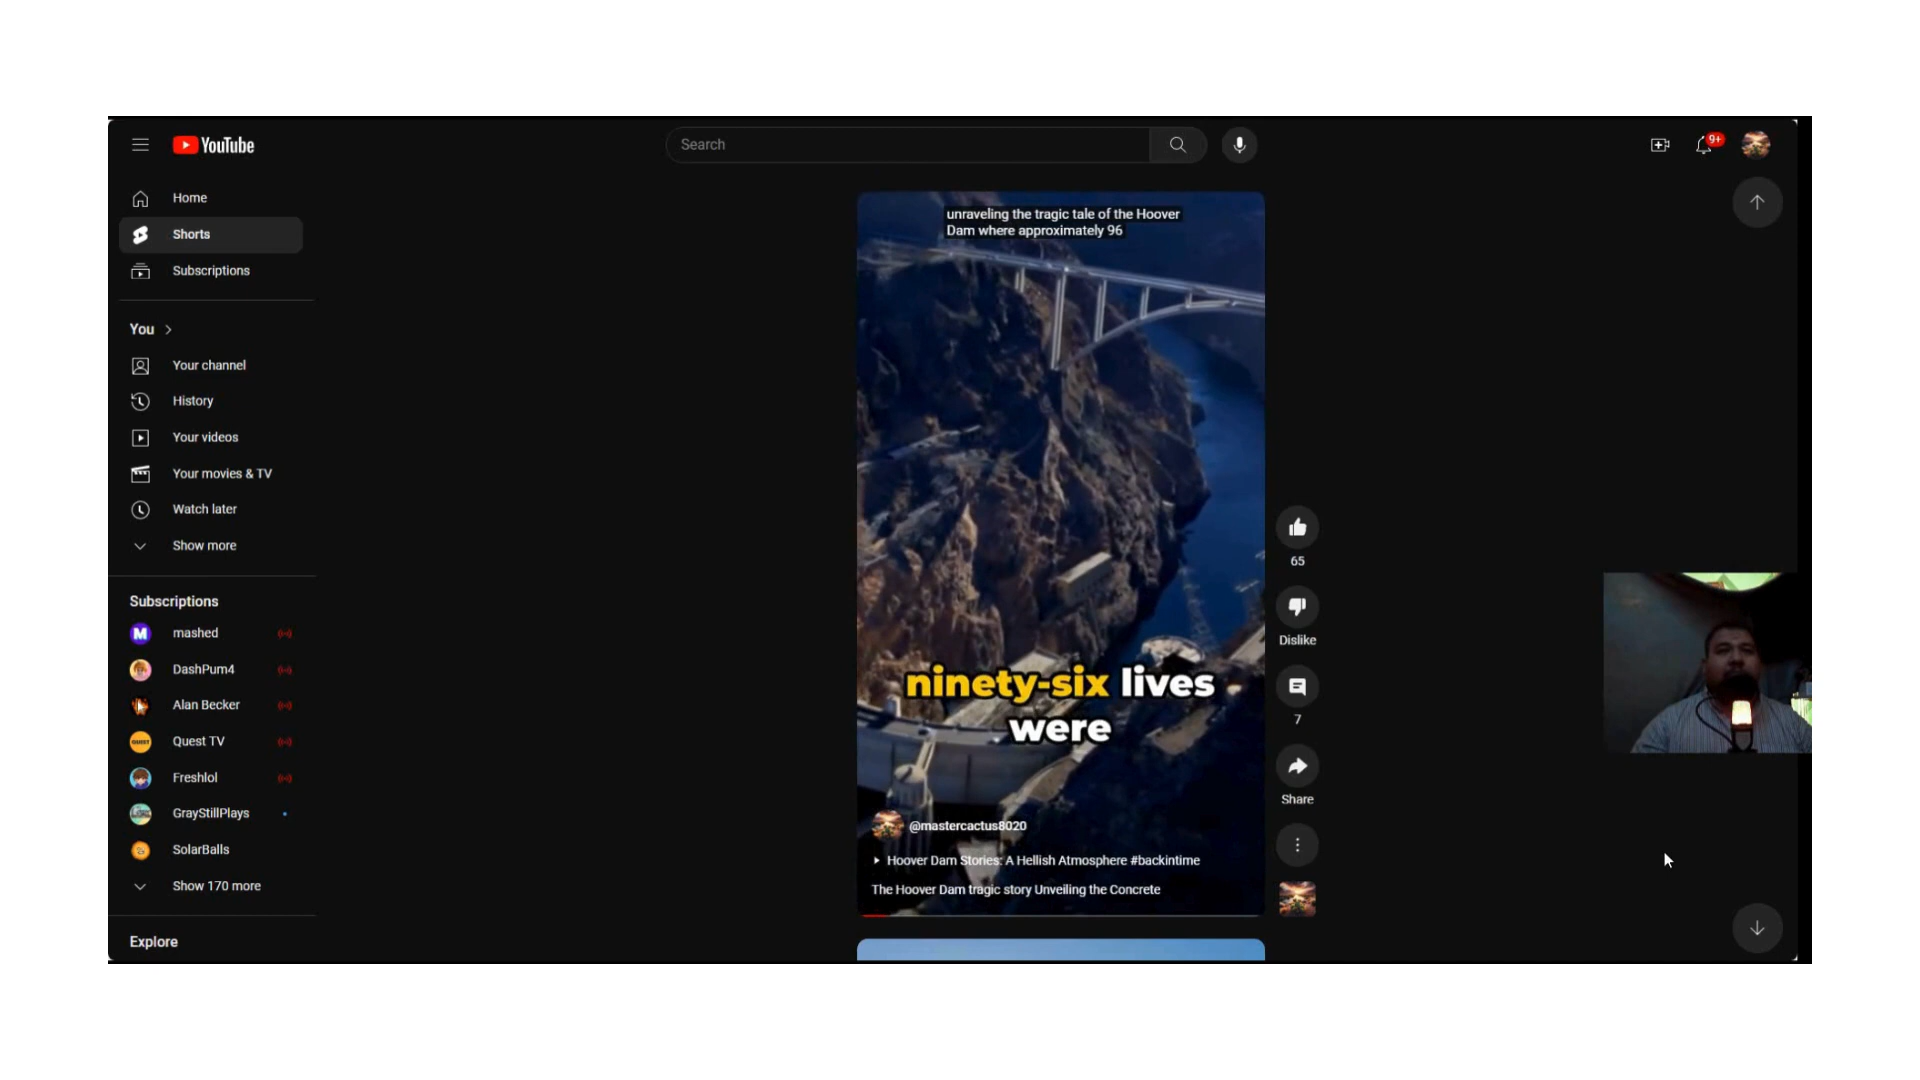 YouTube
Search
9+
Home
Shorts
Subscriptions
You
Your channel
History
Your videos
Your movies & TV
Watch later
Show more
Subscriptions
mashed
DashPum4
Alan Becker
Quest TV
Freshlol
GrayStillPlays
SolarBalls
Show 170 more
Explore
unraveling the tragic tale of the Hoover
Dam where approximately 96
ninety-six lives
were
@mastercactus8020
Hoover Dam Stories: A Hellish Atmosphere #backintime
The Hoover Dam tragic story Unveiling the Concrete
65
Dislike
7
Share